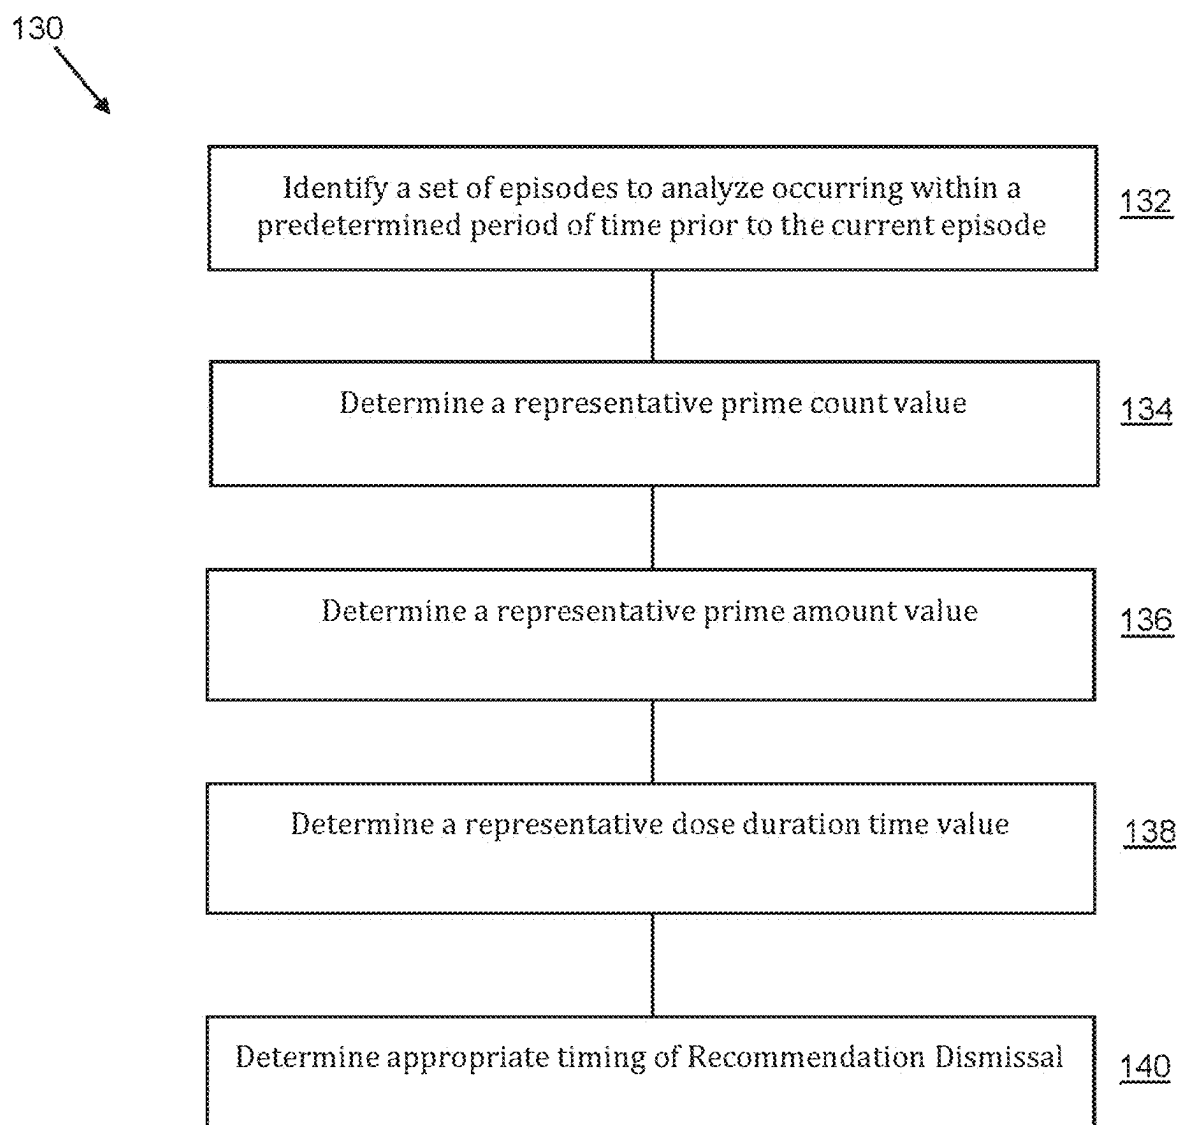 130
Identify a set of episodes to analyze occurring within a
predetermined period of time prior to the current episode
132
Determine a representative prime count value
134
Determine a representative prime amount value
136
Determine a representative dose duration time value
138
Determine appropriate timing of Recommendation Dismissal
140